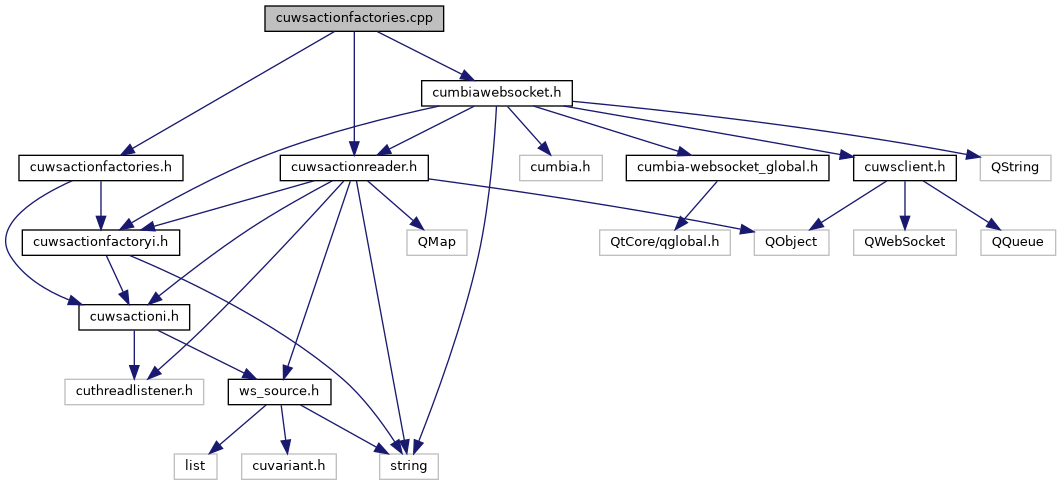 cuwsactionfactories.cpp
cumbiawebsocket.h
cuwsactionfactories.h
cuwsactionreader.h
cumbia.h
cumbia-websocket_global.h
cuwsclient.h
QString
cuwsactionfactoryi.h
QMap
QtCore/qglobal.h
QObject
QWebSocket
QQueue
cuwsactioni.h
cuthreadlistener.h
ws_source.h
list
cuvariant.h
string